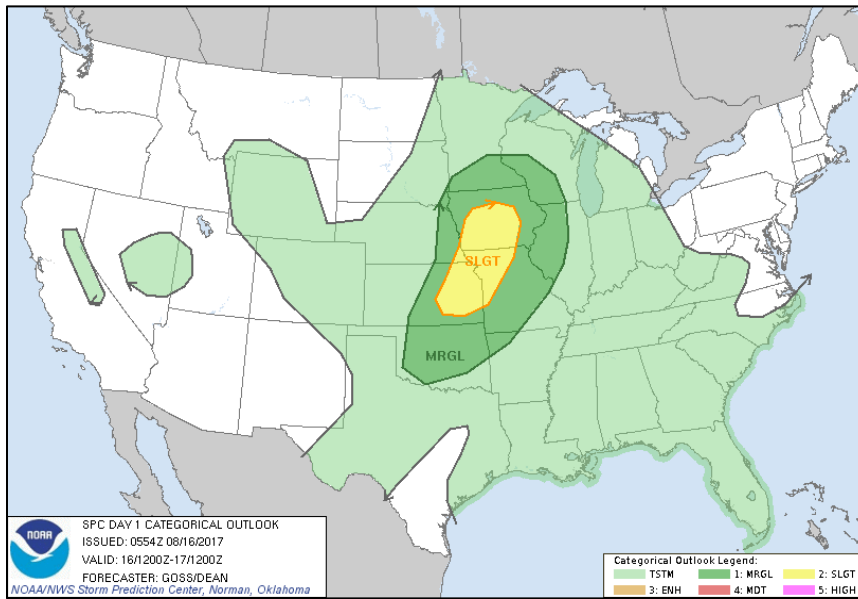 SLGT
MRGL
NOAA
SPC DAY 1 CATEGORICAL OUTLOOK
ISSUED: 0554Z 08/16/2017
VALID: 16/1200Z-17/1200Z
FORECASTER: GOSS/DEAN
NOAA/NWS Storm Prediction Center, Norman, Oklahoma
Categorical Outlook Legend:
TSTM 1: MRGL 2: SLGT
3: ENH 4: MDT 5: HIGH